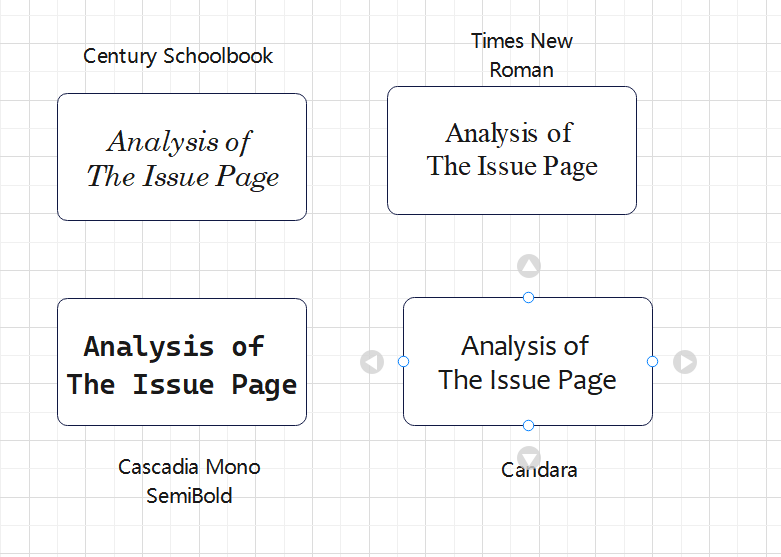 Century Schoolbook
Times New
Roman
Analysis of
The Issue Page
Analysis of
The Issue Page
Analysis of
The Issue Page
Analysis of
The Issue Page
Cascadia Mono
SemiBold
Candara